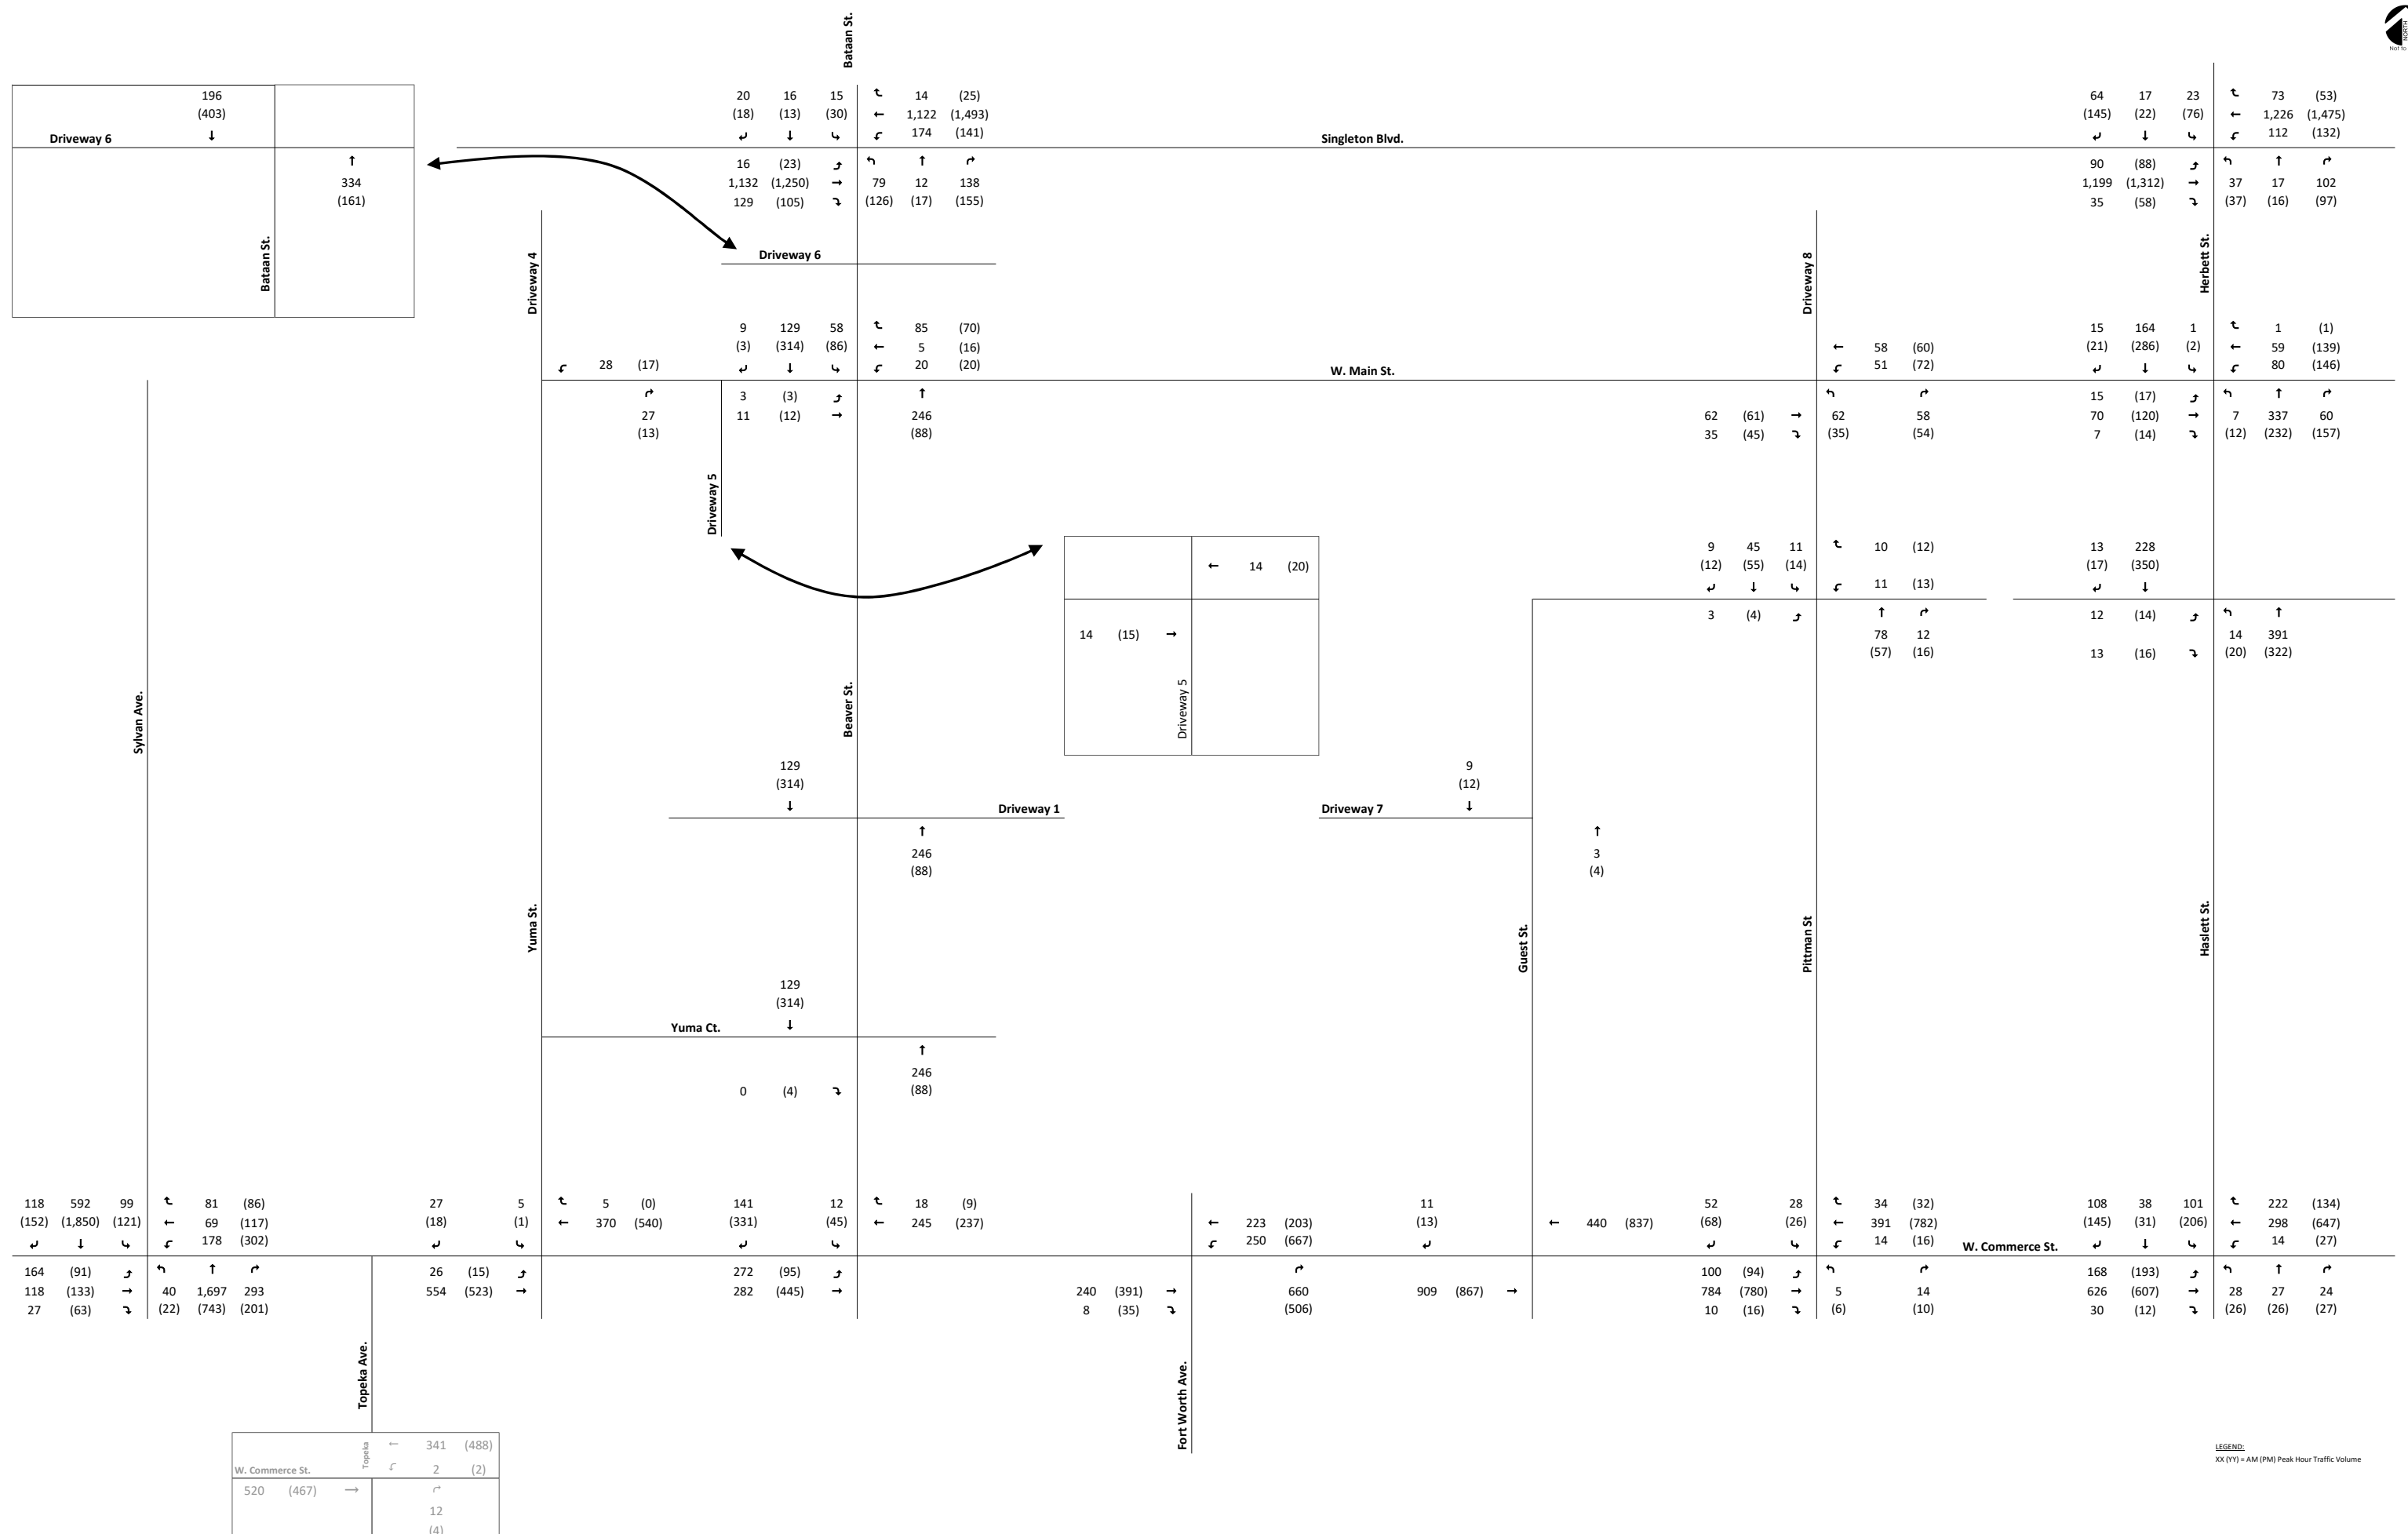 Bataan St.
NORTH
Not to
196
(403)
↓
Driveway 6
↑
334
(161)
Bataan St.
20 16 15 14 (25)
(18) (13) (30) ← 1,122 (1,493)
174 (141)
Singleton Blvd.
16 (23)
1,132 (1,250) → 79 12 138
129 (105) (126) (17) (155)
64 17 23 73 (53)
(145) (22) (76) ← 1,226 (1,475)
112 (132)
90 (88)
1,199 (1,312) → 37 17 102
35 (58) (37) (16) (97)
Driveway 6
Driveway 4
Driveway 8
Herbett St.
28 (17)
27
(13)
9 129 58 85 (70)
(3) (314) (86) ← 5 (16)
20 (20)
W. Main St.
3 (3) ↑
11 (12) → 246
(88)
← 58 (60)
51 (72)
62 (61) → 62 58
35 (45) (35) (54)
15 164 1 1 (1)
(21) (286) (2) ← 59 (139)
80 (146)
15 (17)
70 (120) → 7 337 60
7 (14) (12) (232) (157)
Driveway 5
← 14 (20)
14 (15) →
Driveway 5
9 45 11 10 (12)
(12) (55) (14)
11 (13)
3 (4)
78 12
(57) (16)
13 228
(17) (350)
12 (14)
14 391
13 (16) (20) (322)
Sylvan Ave.
Beaver St.
129
(314)
↓
Driveway 1
↑
246
(88)
9
(12)
↓
Driveway 7
↑
3
(4)
Yuma St.
Guest St.
Pittman St
Haslett St.
129
(314)
↓
Yuma Ct.
↑
246
0 (4) (88)
118 592 99 81 (86)
(152) (1,850) (121) ← 69 (117)
178 (302)
164 (91)
118 (133) → 40 1,697 293
27 (63) (22) (743) (201)
27 5 5 (0)
(18) (1) ← 370 (540)
26 (15)
554 (523) →
141 12 18 (9)
(331) (45) ← 245 (237)
272 (95)
282 (445) →
← 223 (203)
250 (667)
240 (391) → 660
8 (35) (506)
11
(13) ← 440 (837)
909 (867) →
52 28 34 (32)
(68) (26) ← 391 (782)
14 (16)
W. Commerce St.
100 (94)
784 (780) → 5 14
10 (16) (6) (10)
108 38 101 222 (134)
(145) (31) (206) ← 298 (647)
14 (27)
168 (193)
626 (607) → 28 27 24
30 (12) (26) (26) (27)
Topeka Ave.
Fort Worth Ave.
Topeka
← 341 (488)
W. Commerce St. 2 (2)
520 (467) →
12
(4)
LEGEND:
XX (YY) = AM (PM) Peak Hour Traffic Volume